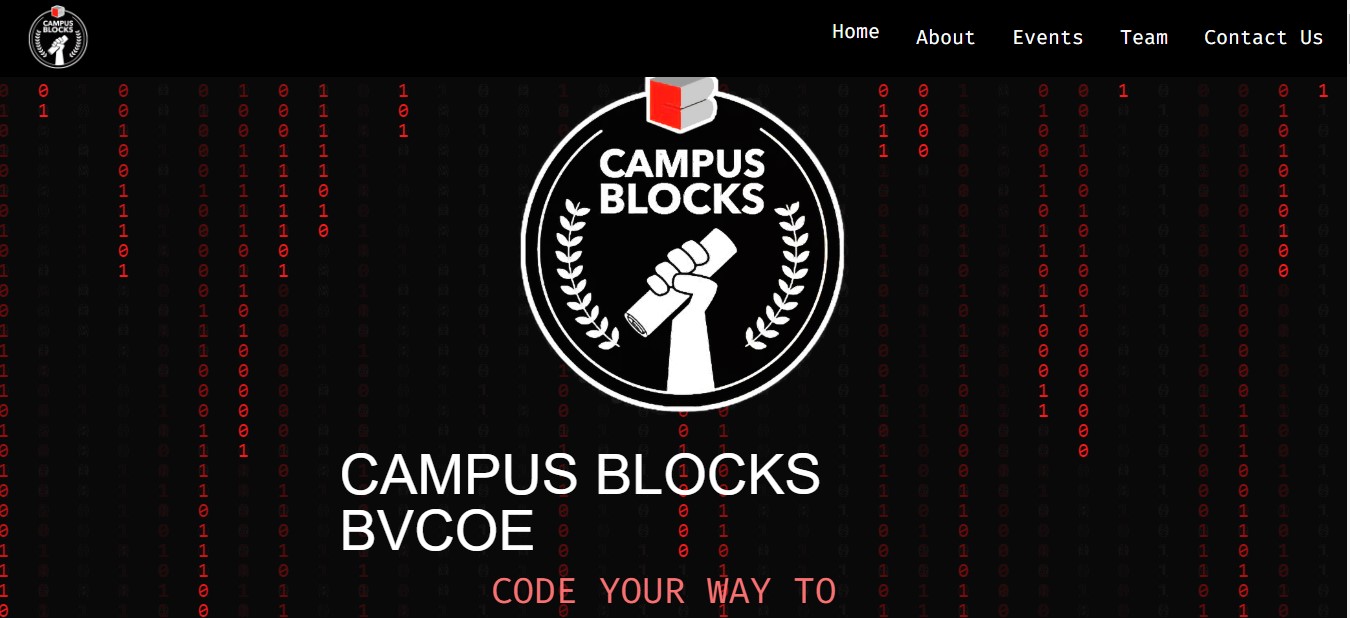 CAMPUS
BLOCKS
Home
About
Events
Team
Contact Us
CAMPUS
BLOCKS
CAMPUS BLOCKS
BVCOE
CODE YOUR WAY TO